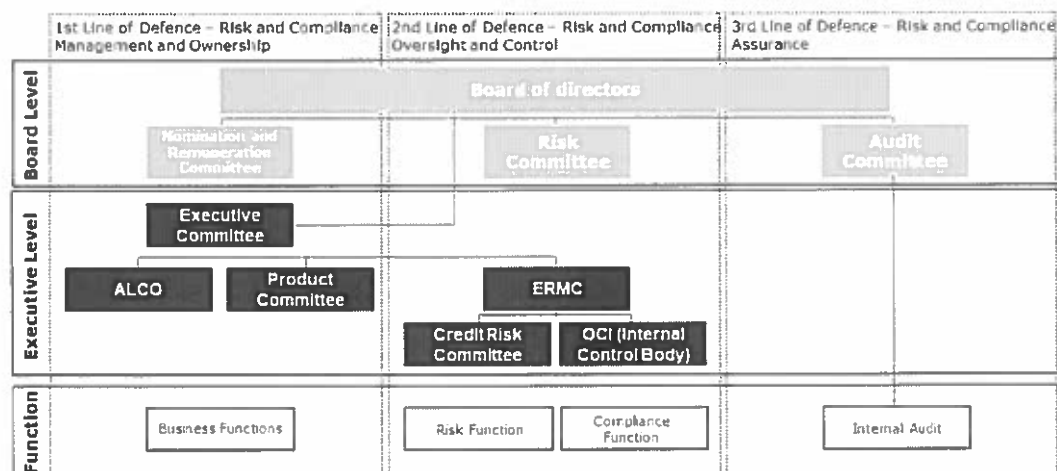 1st Line of Defence – Risk and Compliance
Management and Ownership
2nd Line of Defence – Risk and Compliance
Oversight and Control
3rd Line of Defence – Risk and Compliance
Assurance
Board Level
Board of directors
Nomination and
Remuneration
Committee
Risk
Committee
Audit
Committee
Executive Level
Executive
Committee
ALCO
Product
Committee
ERMC
Credit Risk
Committee
OCI (Internal
Control Body)
Function
Business Functions
Risk Function
Compliance
Function
Internal Audit